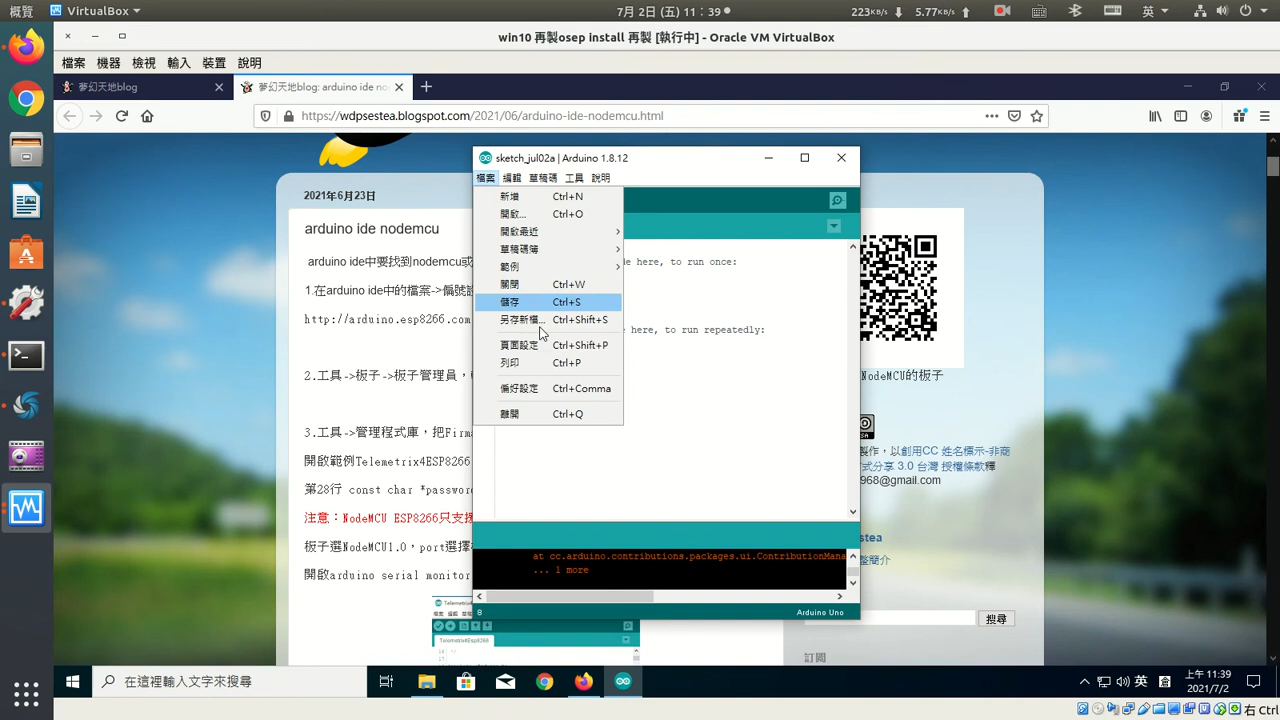 概覽 VirtualBox 7月 2日(五) 11:39 223KB/s 5.77KB/s 英
win10 再製osep install 再製 [執行中] - Oracle VM VirtualBox
檔案 機器 檢視 輸入 裝置 說明
夢幻天地blog 夢幻天地blog: arduino ide no
https://wdpsestea.blogspot.com/2021/06/arduino-ide-nodemcu.html
sketch_jul02a | Arduino 1.8.12
檔案 編輯 草稿碼 工具 說明
新增 Ctrl+N
開啟... Ctrl+O
開啟最近
草稿碼簿
範例
關閉 Ctrl+W
儲存 Ctrl+S
另存新檔... Ctrl+Shift+S
頁面設定 Ctrl+Shift+P
列印 Ctrl+P
偏好設定 Ctrl+Comma
離開 Ctrl+Q
de here, to run once:
e here, to run repeatedly:
at cc.arduino.contributions.packages.ui.ContributionMana
... 1 more
8 Arduino Uno
2021年6月23日
arduino ide nodemcu
arduino ide中要找到nodemcu或
1.在arduino ide中的檔案->偏號設
http://arduino.esp8266.com
2.工具->板子->板子管理員，
3.工具->管理程式庫，把Firm
開啟範例Telemetrix4ESP8266
第28行 const char *password
注意：NodeMCU ESP8266只支援
板子選NodeMCU1.0，port選擇
開啟arduino serial monitor
NodeMCU的板子
製作，以創用CC 姓名標示-非商
式分享 3.0 台灣 授權條款釋
968@gmail.com
stea
整簡介
搜尋
訂閱
Telemetrix4Esp8266
在這裡輸入文字來搜尋
英
上午 11:39
2021/7/2
右 Ctrl